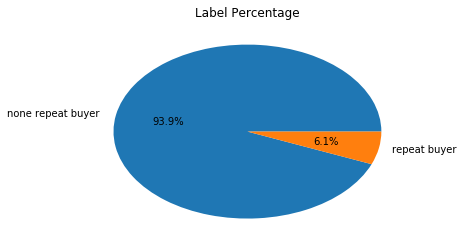 Label Percentage
none repeat buyer
93.9%
6.1%
repeat buyer